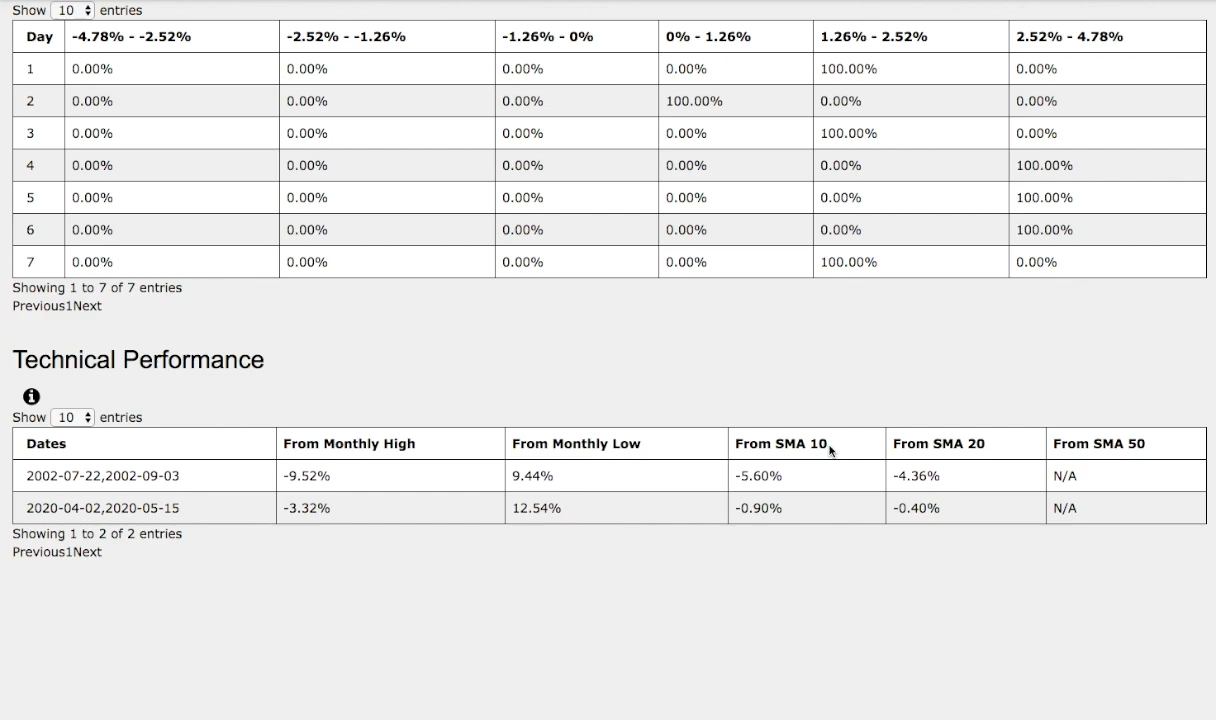 Show 10 entries
Day -4.78% - -2.52% -2.52% - -1.26% -1.26% - 0% 0% - 1.26% 1.26% - 2.52% 2.52% - 4.78%
1 0.00% 0.00% 0.00% 0.00% 100.00% 0.00%
2 0.00% 0.00% 0.00% 100.00% 0.00% 0.00%
3 0.00% 0.00% 0.00% 0.00% 100.00% 0.00%
4 0.00% 0.00% 0.00% 0.00% 0.00% 100.00%
5 0.00% 0.00% 0.00% 0.00% 0.00% 100.00%
6 0.00% 0.00% 0.00% 0.00% 0.00% 100.00%
7 0.00% 0.00% 0.00% 0.00% 100.00% 0.00%
Showing 1 to 7 of 7 entries
Previous1Next
Technical Performance
Show 10 entries
Dates From Monthly High From Monthly Low From SMA 10 From SMA 20 From SMA 50
2002-07-22,2002-09-03 -9.52% 9.44% -5.60% -4.36% N/A
2020-04-02,2020-05-15 -3.32% 12.54% -0.90% -0.40% N/A
Showing 1 to 2 of 2 entries
Previous1Next